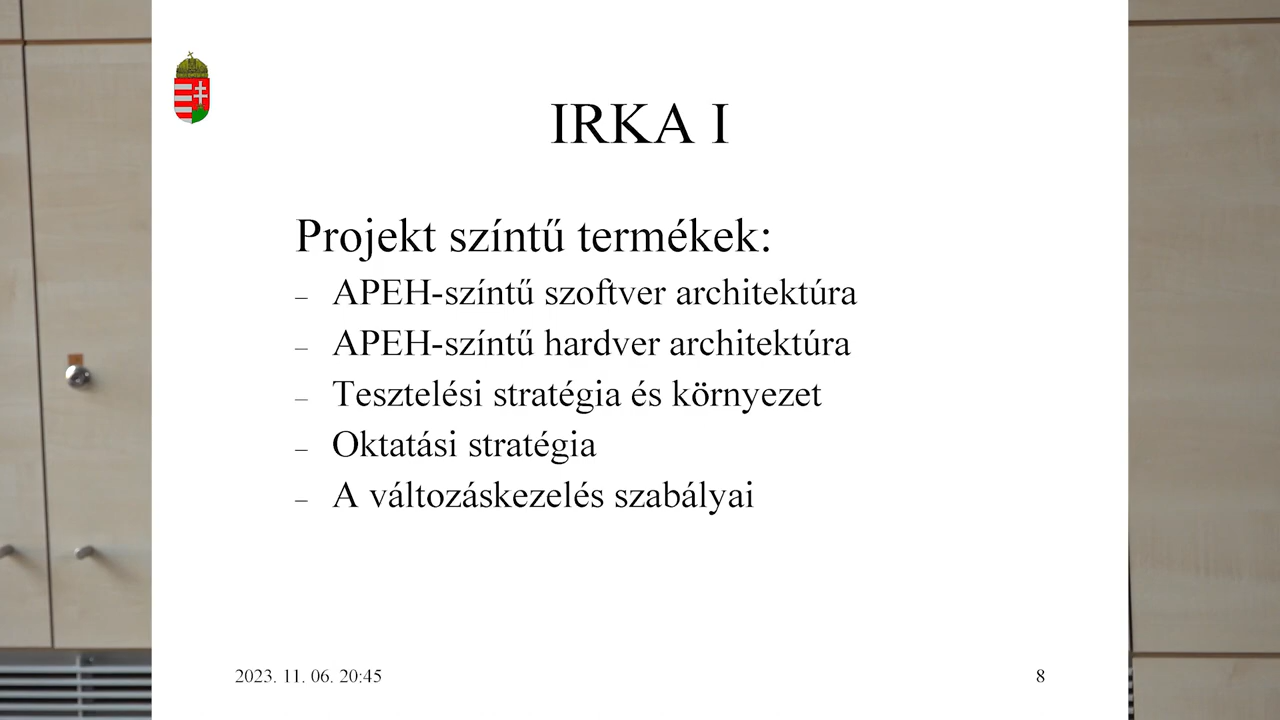 IRKA I
Projekt színtű termékek:
– APEH-színtű szoftver architektúra
– APEH-színtű hardver architektúra
– Tesztelési stratégia és környezet
– Oktatási stratégia
– A változáskezelés szabályai
2023. 11. 06. 20:45
8